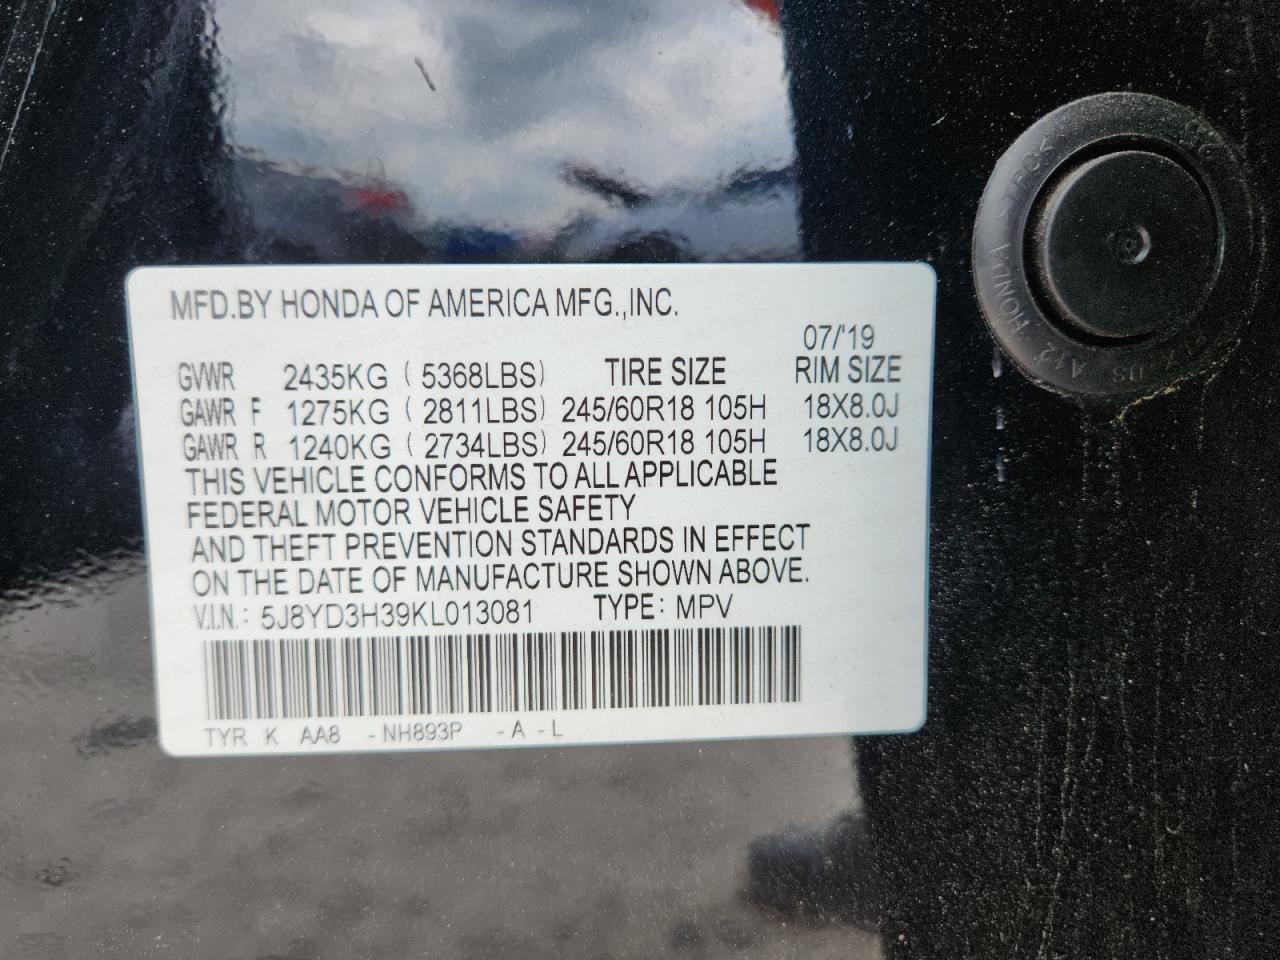 MFD.BY HONDA OF AMERICA MFG.,INC.
07/'19
GVWR 2435KG ( 5368LBS) TIRE SIZE RIM SIZE
GAWR F 1275KG ( 2811LBS) 245/60R18 105H 18X8.0J
GAWR R 1240KG ( 2734LBS) 245/60R18 105H 18X8.0J
THIS VEHICLE CONFORMS TO ALL APPLICABLE
FEDERAL MOTOR VEHICLE SAFETY
AND THEFT PREVENTION STANDARDS IN EFFECT
ON THE DATE OF MANUFACTURE SHOWN ABOVE.
V.I.N.: 5J8YD3H39KL013081 TYPE: MPV
TYR K AA8 -NH893P -A -L
HONDA